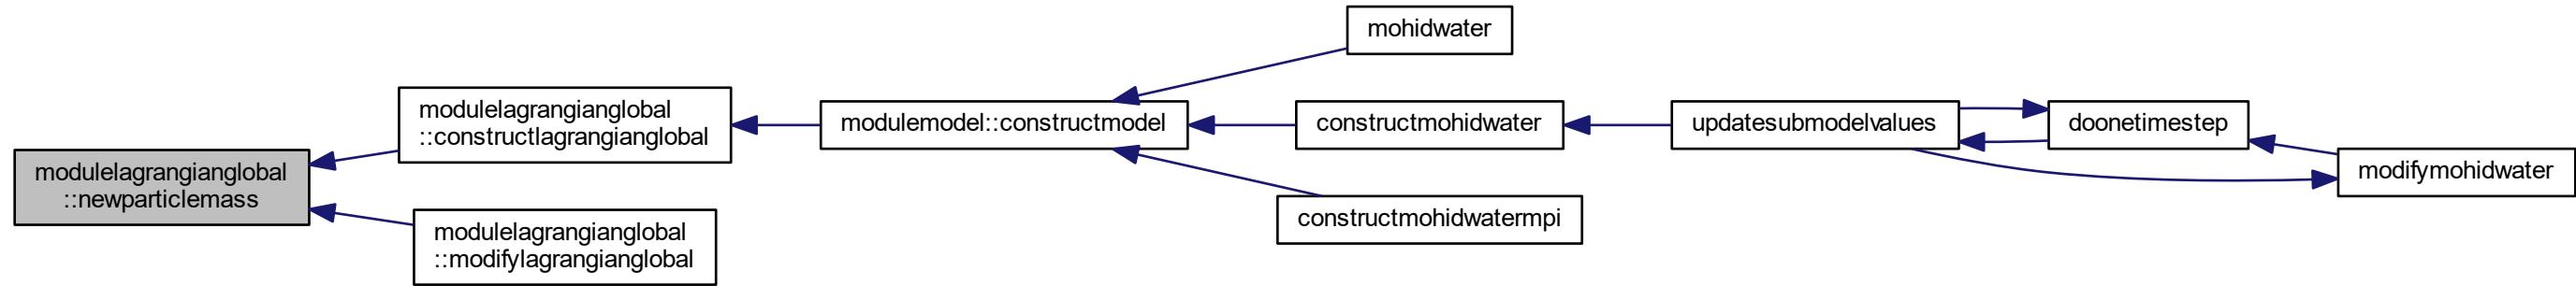 modulelagrangianglobal
::newparticlemass
modulelagrangianglobal
::constructlagrangianglobal
modulelagrangianglobal
::modifylagrangianglobal
modulemodel::constructmodel
mohidwater
constructmohidwater
constructmohidwatermpi
updatesubmodelvalues
doonetimestep
modifymohidwater